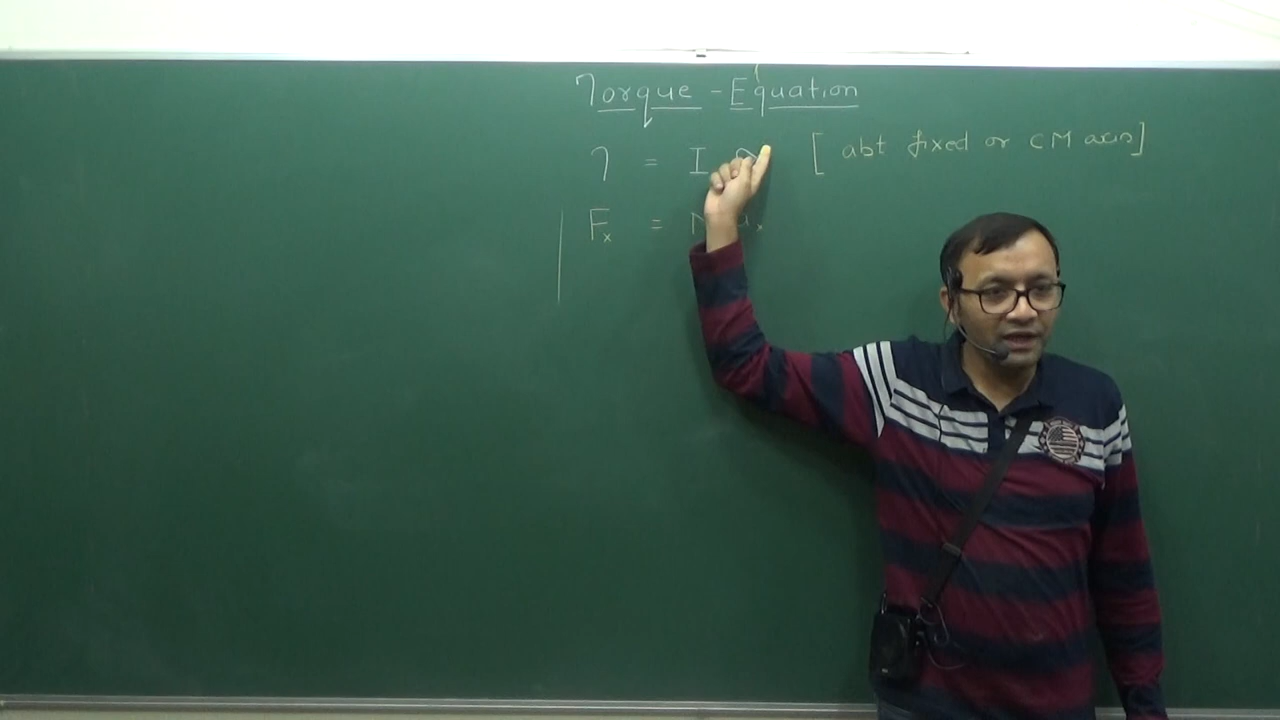 Torque - Equation
τ = I [ abt fixed or CM axis]
Fx = x